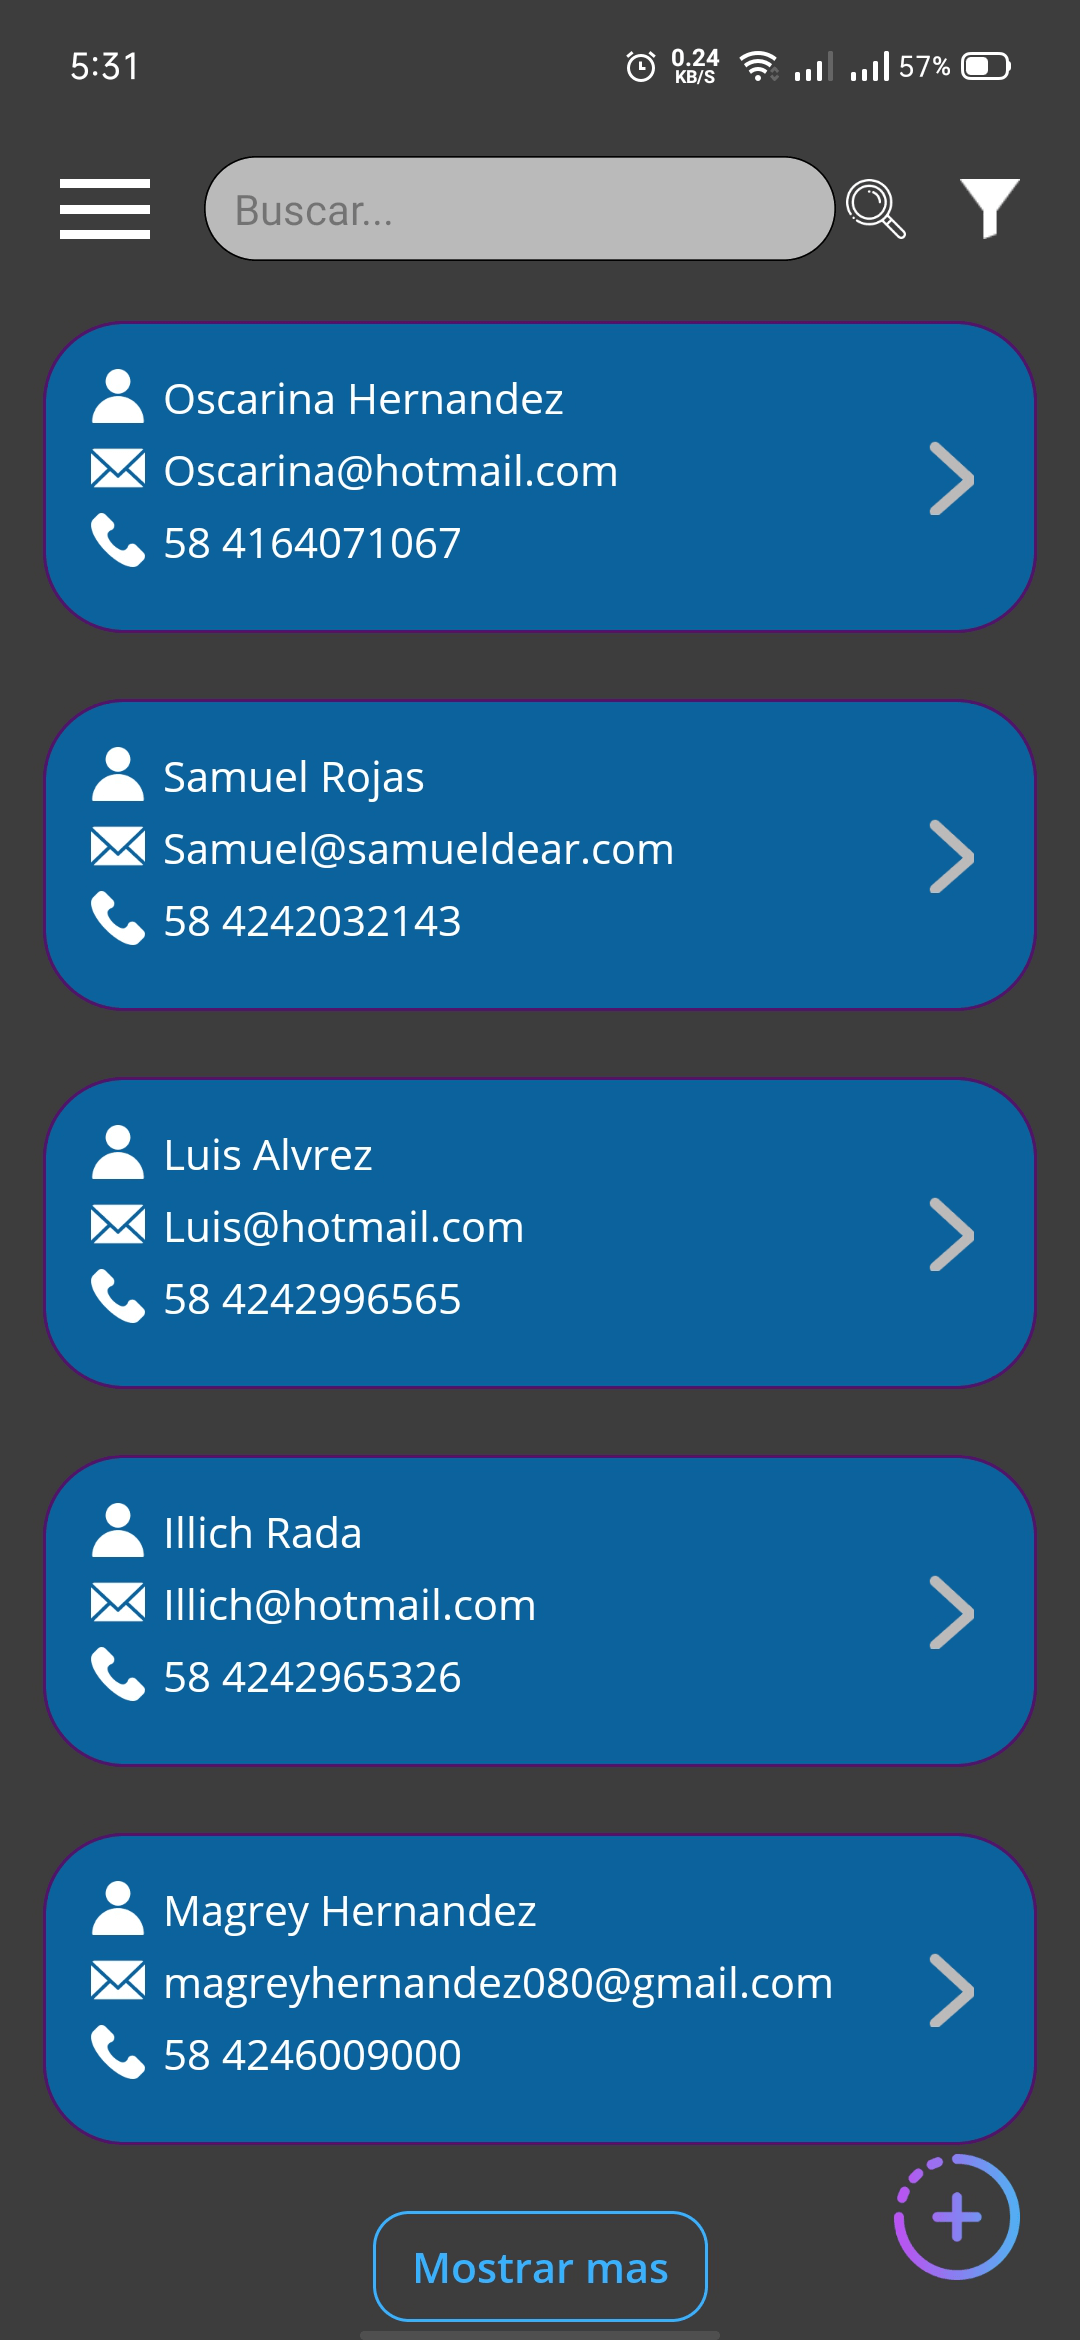 5:31
0.24
KB/S
57%
Buscar...
Oscarina Hernandez
Oscarina@hotmail.com
58 4164071067
Samuel Rojas
Samuel@samueldear.com
58 4242032143
Luis Alvrez
Luis@hotmail.com
58 4242996565
Illich Rada
Illich@hotmail.com
58 4242965326
Magrey Hernandez
magreyhernandez080@gmail.com
58 4246009000
Mostrar mas